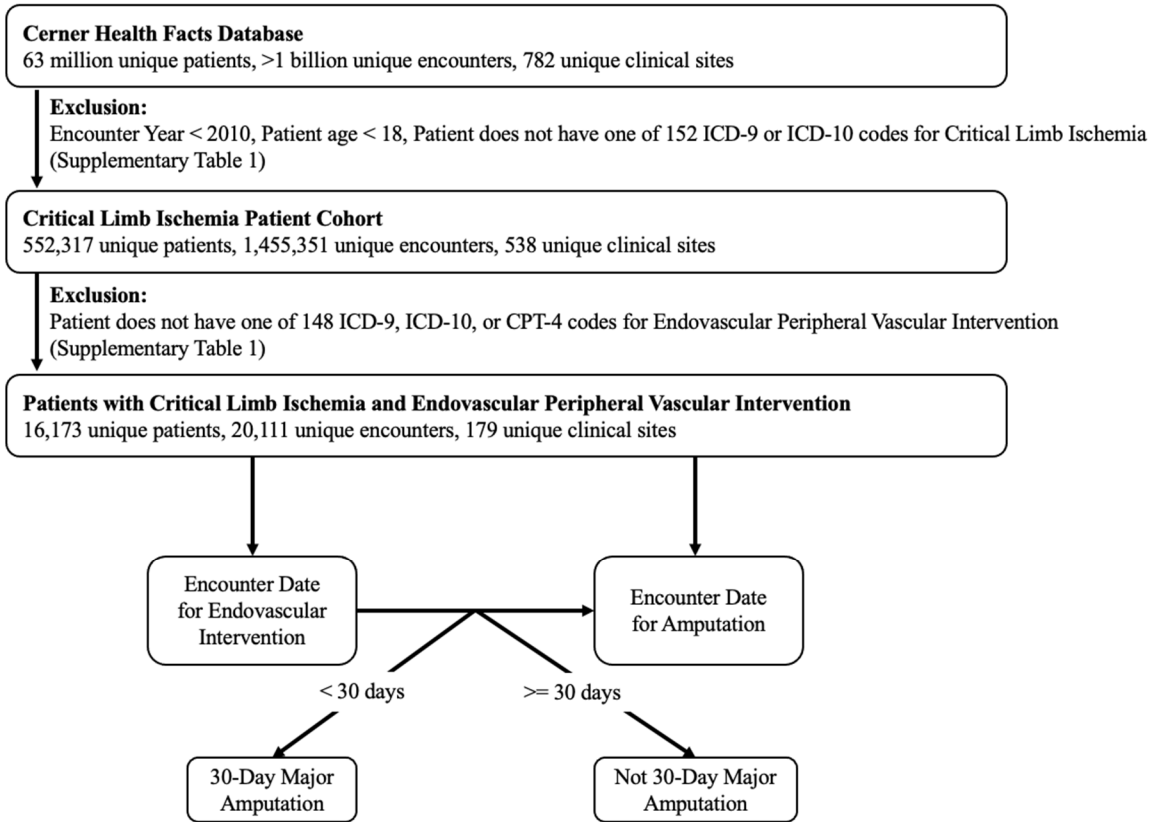 Cerner Health Facts Database
63 million unique patients, >1 billion unique encounters, 782 unique clinical sites
Exclusion:
Encounter Year < 2010, Patient age < 18, Patient does not have one of 152 ICD-9 or ICD-10 codes for Critical Limb Ischemia
(Supplementary Table 1)
Critical Limb Ischemia Patient Cohort
552,317 unique patients, 1,455,351 unique encounters, 538 unique clinical sites
Exclusion:
Patient does not have one of 148 ICD-9, ICD-10, or CPT-4 codes for Endovascular Peripheral Vascular Intervention
(Supplementary Table 1)
Patients with Critical Limb Ischemia and Endovascular Peripheral Vascular Intervention
16,173 unique patients, 20,111 unique encounters, 179 unique clinical sites
Encounter Date
for Endovascular
Intervention
Encounter Date
for Amputation
< 30 days
>= 30 days
30-Day Major
Amputation
Not 30-Day Major
Amputation